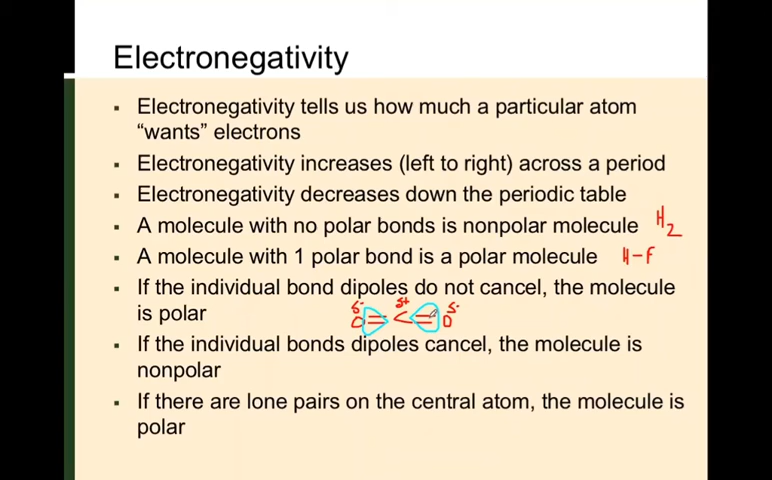 Electronegativity
▪ Electronegativity tells us how much a particular atom
“wants” electrons
▪ Electronegativity increases (left to right) across a period
▪ Electronegativity decreases down the periodic table
▪ A molecule with no polar bonds is nonpolar molecule H2
▪ A molecule with 1 polar bond is a polar molecule H-F
▪ If the individual bond dipoles do not cancel, the molecule
is polar
δ- δ+ δ-
O=C=O
▪ If the individual bonds dipoles cancel, the molecule is
nonpolar
▪ If there are lone pairs on the central atom, the molecule is
polar